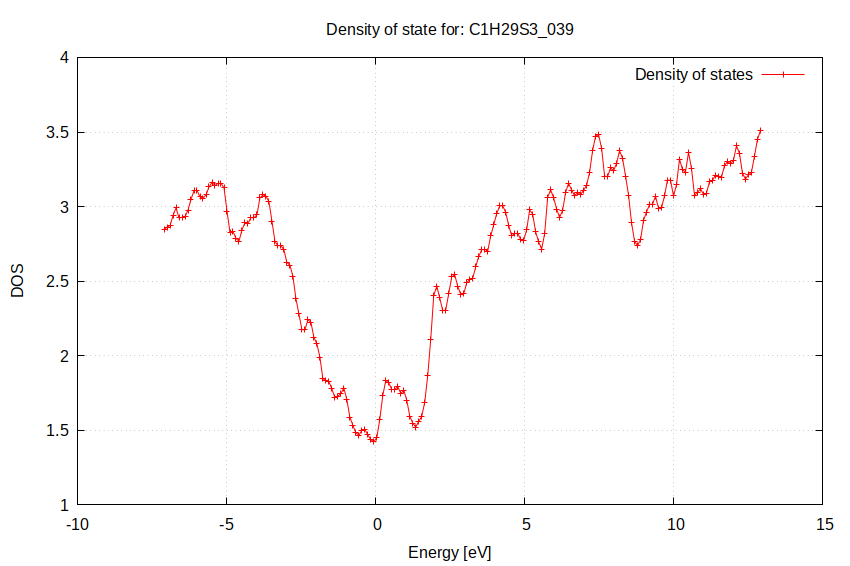 Density of state for: C1H29S3_039
4
Density of states
3.5
3
2.5
DOS
2
1.5
1
-10 -5 0 5 10 15
Energy [eV]